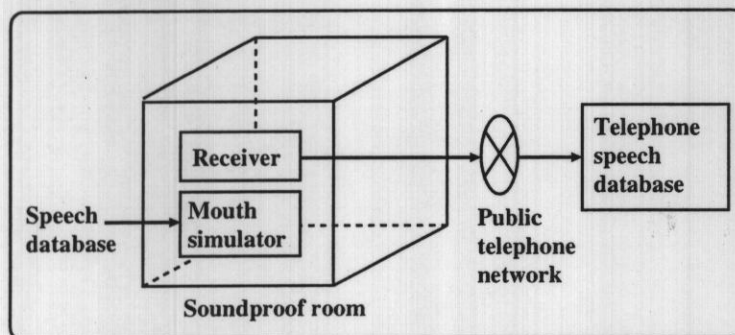 Receiver
Mouth
simulator
Speech
database
Soundproof room
Public
telephone
network
Telephone
speech
database